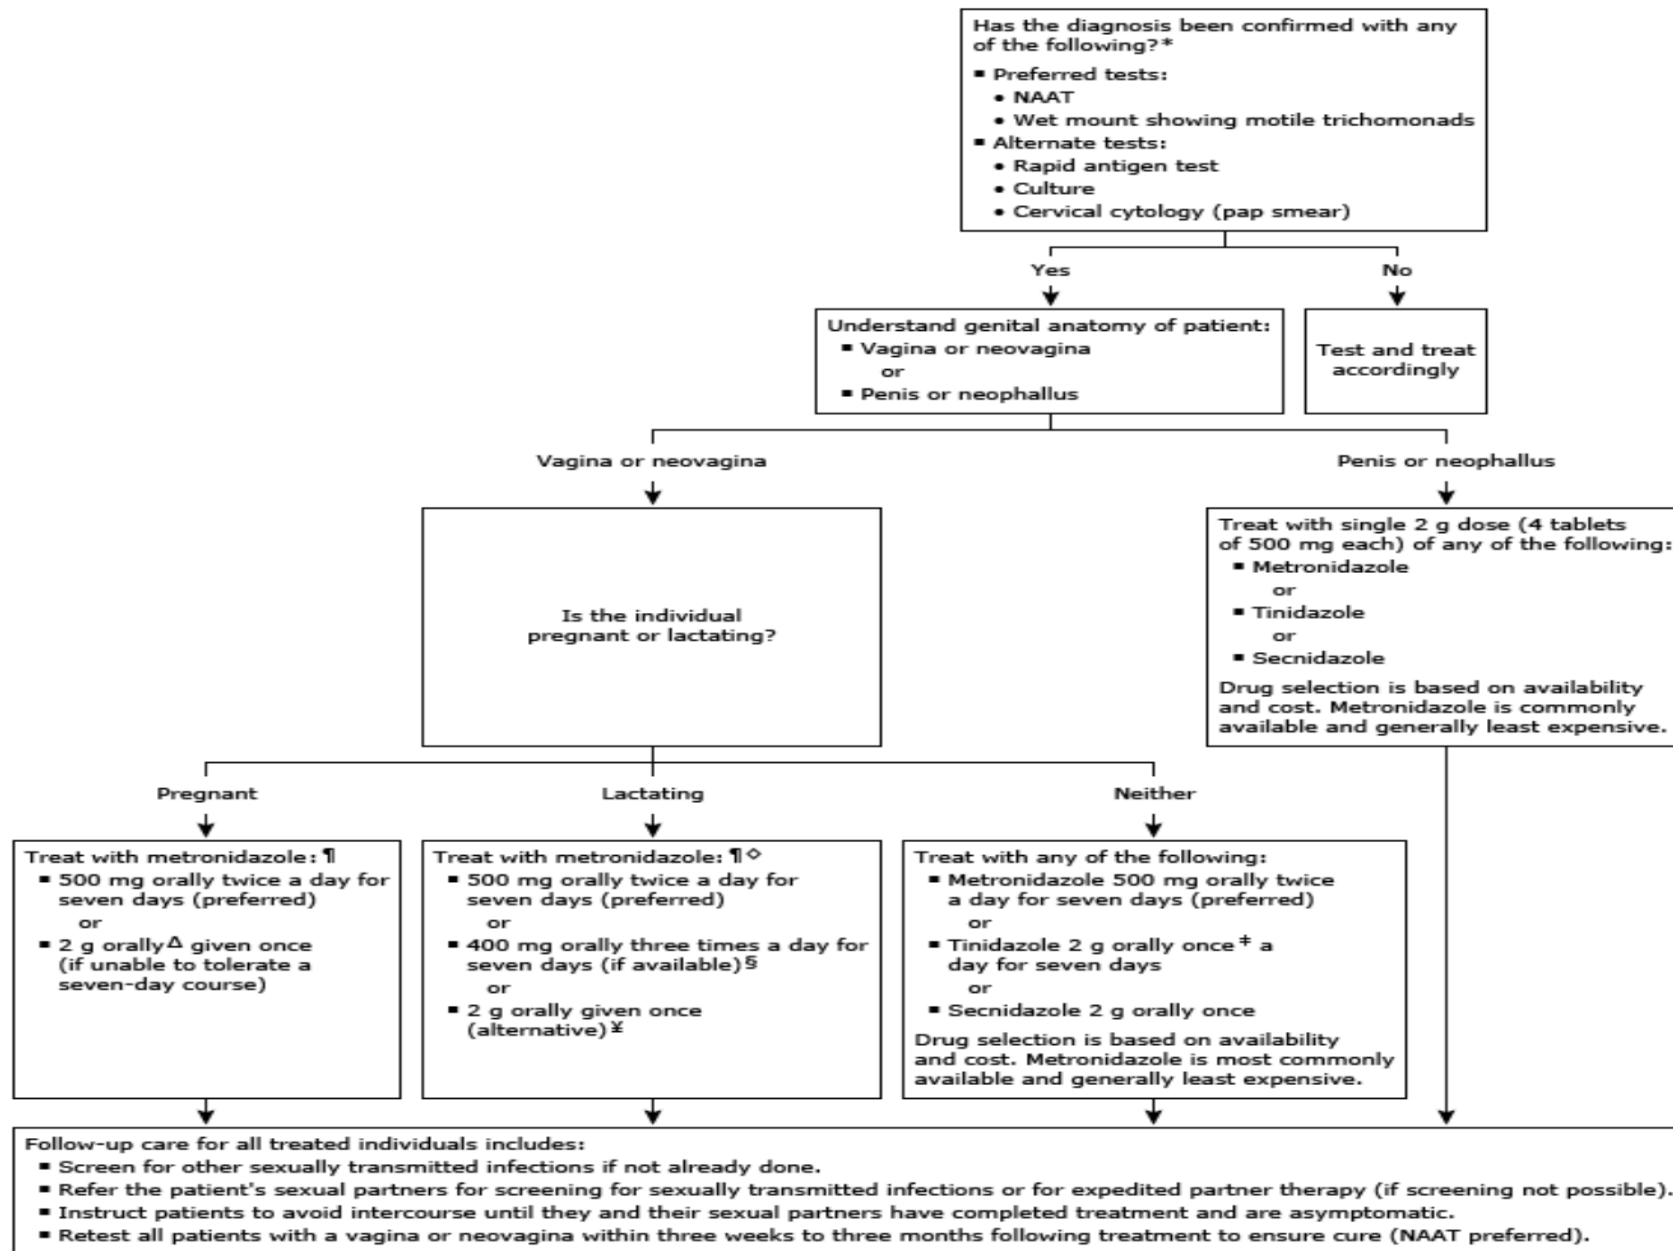 Has the diagnosis been confirmed with any
of the following?*
▪ Preferred tests:
• NAAT
• Wet mount showing motile trichomonads
▪ Alternate tests:
• Rapid antigen test
• Culture
• Cervical cytology (pap smear)
Yes
No
Understand genital anatomy of patient:
▪ Vagina or neovagina
or
▪ Penis or neophallus
Test and treat
accordingly
Vagina or neovagina
Penis or neophallus
Is the individual
pregnant or lactating?
Treat with single 2 g dose (4 tablets
of 500 mg each) of any of the following:
▪ Metronidazole
or
▪ Tinidazole
or
▪ Secnidazole
Drug selection is based on availability
and cost. Metronidazole is commonly
available and generally least expensive.
Pregnant
Lactating
Neither
Treat with metronidazole: ¶
▪ 500 mg orally twice a day for
seven days (preferred)
or
▪ 2 g orally Δ given once
(if unable to tolerate a
seven-day course)
Treat with metronidazole: ¶ ◇
▪ 500 mg orally twice a day for
seven days (preferred)
or
▪ 400 mg orally three times a day for
seven days (if available) §
or
▪ 2 g orally given once
(alternative) ¥
Treat with any of the following:
▪ Metronidazole 500 mg orally twice
a day for seven days (preferred)
or
▪ Tinidazole 2 g orally once ‡ a
day for seven days
or
▪ Secnidazole 2 g orally once
Drug selection is based on availability
and cost. Metronidazole is most commonly
available and generally least expensive.
Follow-up care for all treated individuals includes:
▪ Screen for other sexually transmitted infections if not already done.
▪ Refer the patient's sexual partners for screening for sexually transmitted infections or for expedited partner therapy (if screening not possible).
▪ Instruct patients to avoid intercourse until they and their sexual partners have completed treatment and are asymptomatic.
▪ Retest all patients with a vagina or neovagina within three weeks to three months following treatment to ensure cure (NAAT preferred).